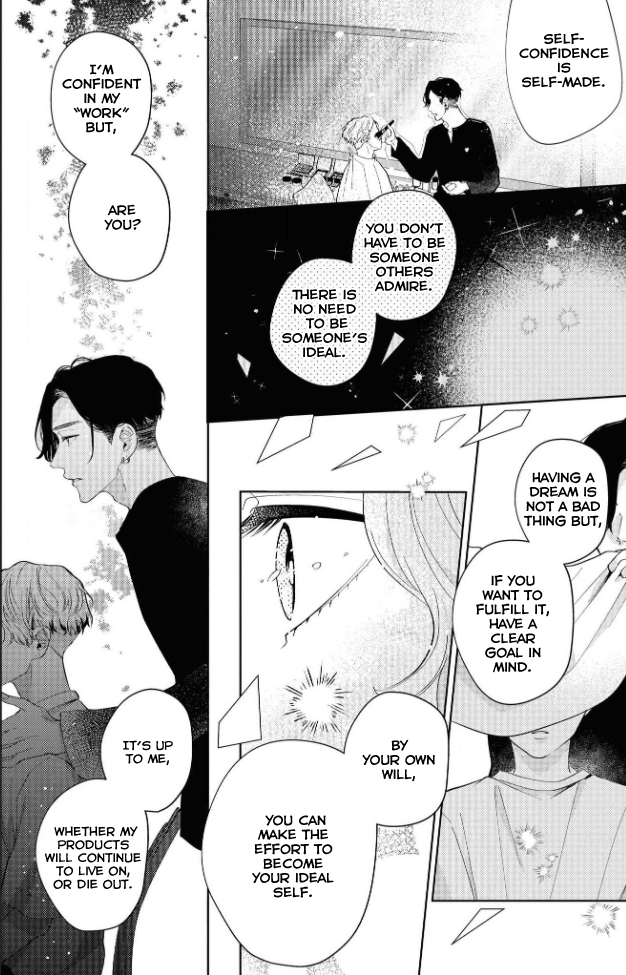 SELF-
CONFIDENCE
IS
SELF-MADE.
YOU DON'T
HAVE TO BE
SOMEONE
OTHERS
ADMIRE.
THERE IS
NO NEED
TO BE
SOMEONE'S
IDEAL.
HAVING A
DREAM IS
NOT A BAD
THING BUT,
IF YOU
WANT TO
FULFILL IT,
HAVE A
CLEAR
GOAL IN
MIND.
BY
YOUR OWN
WILL,
YOU CAN
MAKE THE
EFFORT TO
BECOME
YOUR IDEAL
SELF.
I'M
CONFIDENT
IN MY
"WORK"
BUT,
ARE
YOU?
IT'S UP
TO ME,
WHETHER MY
PRODUCTS
WILL CONTINUE
TO LIVE ON,
OR DIE OUT.